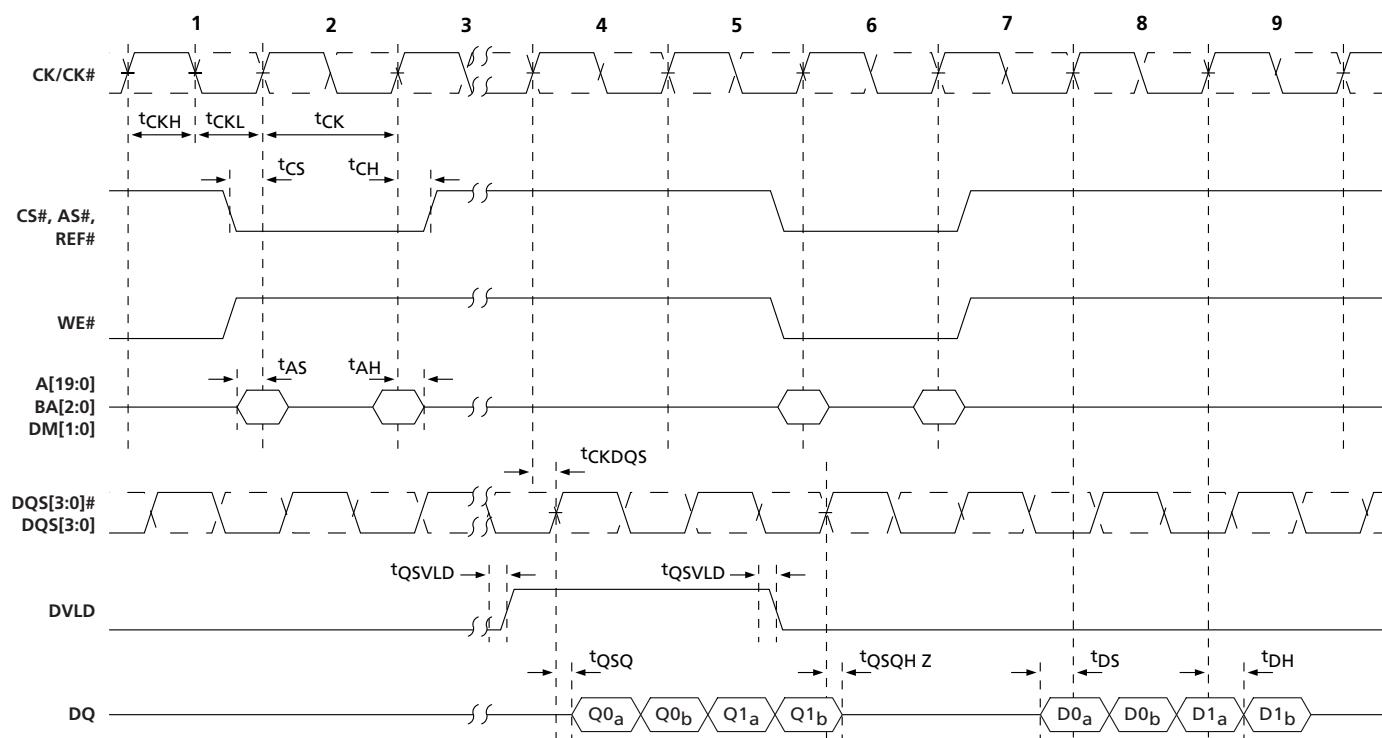 1 2 3 4 5 6 7 8 9
CK/CK#
tCKH tCKL tCK
tCS tCH
CS#, AS#,
REF#
WE#
tAS tAH
A[19:0]
BA[2:0]
DM[1:0]
tCKDQS
DQS[3:0]#
DQS[3:0]
tQSVLD tQSVLD
DVLD
tQSQ tQSQHZ tDS tDH
DQ Q0a Q0b Q1a Q1b D0a D0b D1a D1b